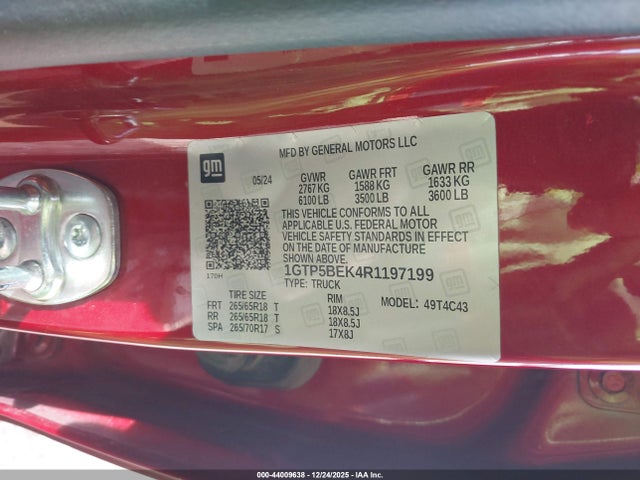 MFD BY GENERAL MOTORS LLC
gm
05/24 GVWR GAWR FRT GAWR RR
2767 KG 1588 KG 1633 KG
6100 LB 3500 LB 3600 LB
THIS VEHICLE CONFORMS TO ALL
APPLICABLE U.S. FEDERAL MOTOR
VEHICLE SAFETY STANDARDS IN EFFECT
ON THE DATE OF MANUFACTURE
SHOWN ABOVE.
17DH
1GTP5BEK4R1197199
TYPE: TRUCK
TIRE SIZE RIM MODEL: 49T4C43
FRT 265/65R18 T 18X8.5J
RR 265/65R18 T 18X8.5J
SPA 265/70R17 S 17X8J
000-44009638 - 12/24/2025 - IAA Inc.